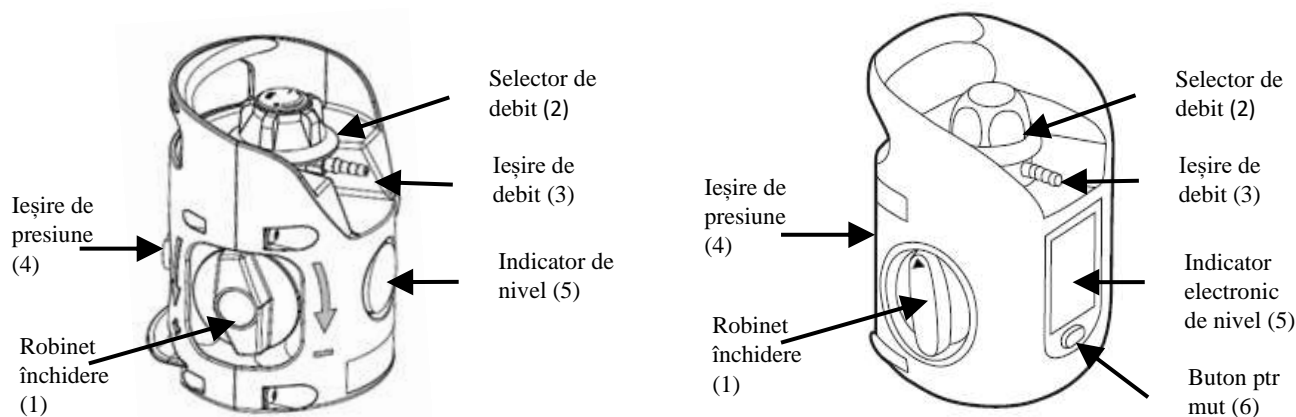 Selector de
debit (2)
Ieșire de
debit (3)
Ieșire de
presiune
(4)
Indicator de
nivel (5)
Robinet
închidere
(1)
Selector de
debit (2)
Ieșire de
debit (3)
Ieșire de
presiune
(4)
Indicator
electronic
de nivel (5)
Robinet
închidere
(1)
Buton ptr
mut (6)